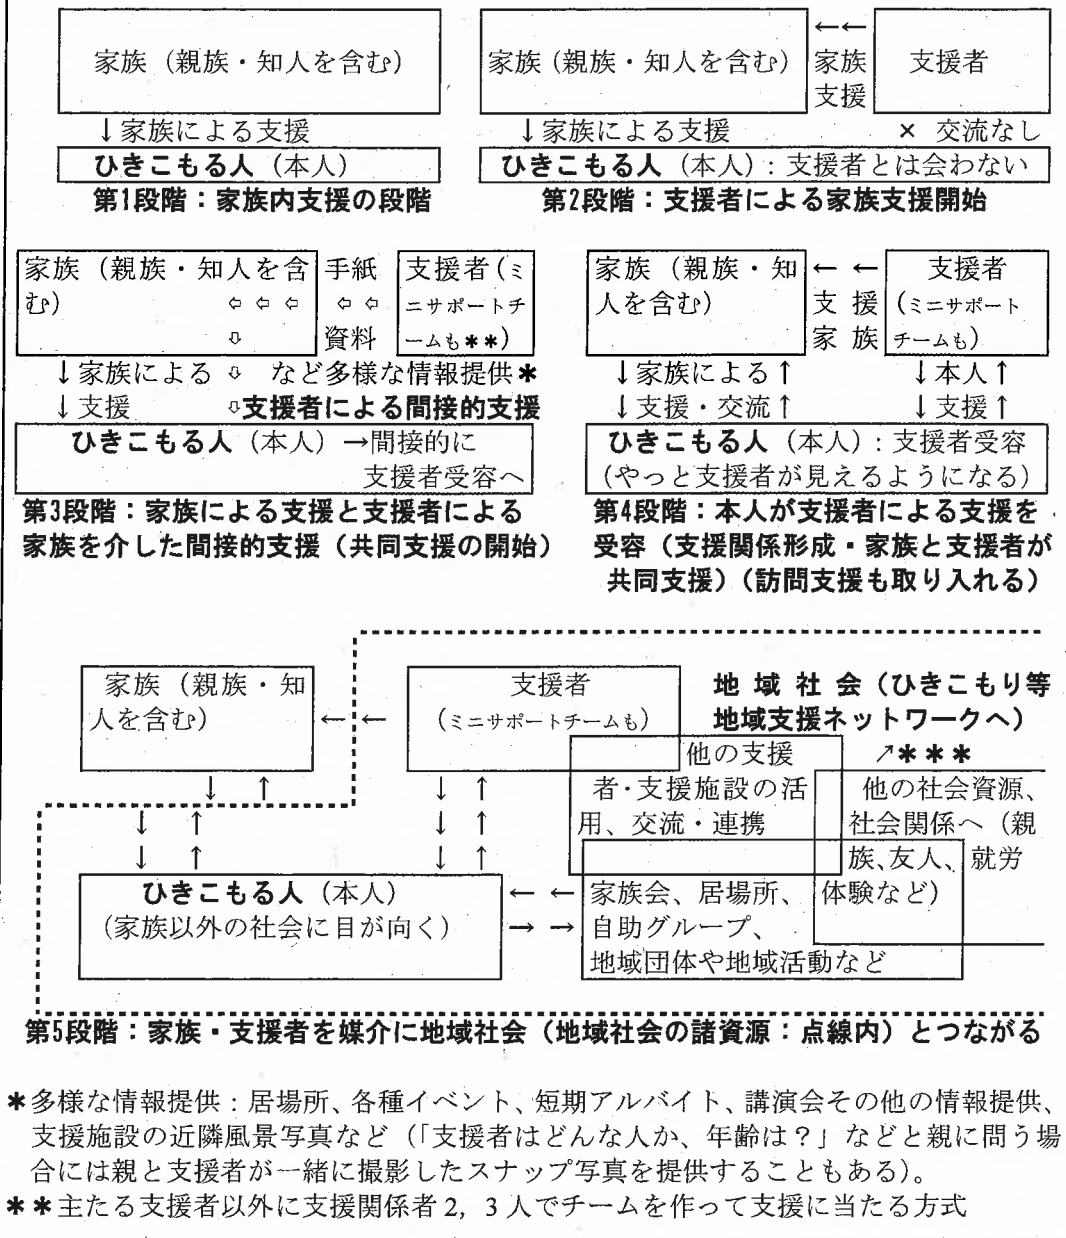 家族（親族・知人を含む）
↓家族による支援
ひきこもる人（本人）
第1段階：家族内支援の段階
家族（親族・知人を含む）
←←
家族
支援
支援者
↓家族による支援
× 交流なし
ひきこもる人（本人）：支援者とは会わない
第2段階：支援者による家族支援開始
家族（親族・知人を含
む）
⇦ ⇦ ⇦
⇩
手紙
⇦ ⇦
資料
支援者（ミ
ニサポートチ
ームも＊＊）
↓家族による ⇩ など多様な情報提供＊
↓支援 ⇩支援者による間接的支援
ひきこもる人（本人）→間接的に
支援者受容へ
第3段階：家族による支援と支援者による
家族を介した間接的支援（共同支援の開始）
家族（親族・知
人を含む）
← ←
支 援
家 族
支援者
（ミニサポート
チームも）
↓家族による↑
↓支援・交流↑
↓本人↑
↓支援↑
ひきこもる人（本人）：支援者受容
（やっと支援者が見えるようになる）
第4段階：本人が支援者による支援を
受容（支援関係形成・家族と支援者が
共同支援）（訪問支援も取り入れる）
家族（親族・知
人を含む）
← ←
支援者
（ミニサポートチームも）
地 域 社 会（ひきこもり等
地域支援ネットワークへ）
↗＊＊＊
他の支援
者・支援施設の活
用、交流・連携
他の社会資源、
社会関係へ（親
族、友人、就労
体験など）
↓ ↑
↓ ↑
↓ ↑
↓ ↑
↓ ↑
↓ ↑
ひきこもる人（本人）
（家族以外の社会に目が向く）
← ←
→ →
家族会、居場所、
自助グループ、
地域団体や地域活動など
第5段階：家族・支援者を媒介に地域社会（地域社会の諸資源：点線内）とつながる
＊多様な情報提供：居場所、各種イベント、短期アルバイト、講演会その他の情報提供、
支援施設の近隣風景写真など（「支援者はどんな人か、年齢は？」などと親に問う場
合には親と支援者が一緒に撮影したスナップ写真を提供することもある）。
＊＊主たる支援者以外に支援関係者2，3人でチームを作って支援に当たる方式